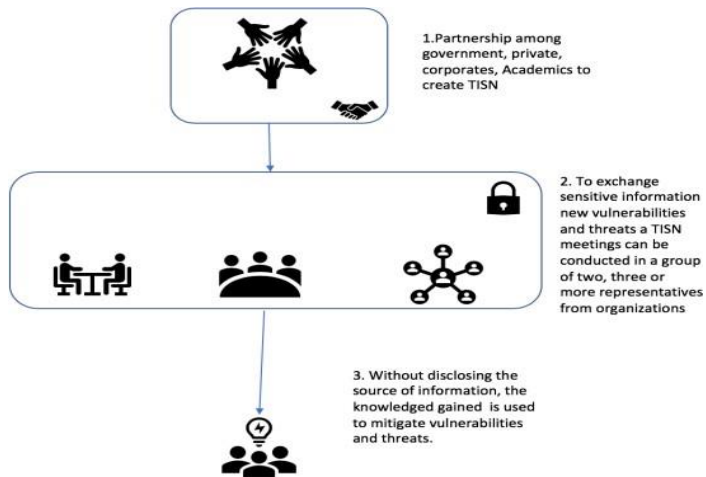 1.Partnership among
government, private,
corporates, Academics to
create TISN
2. To exchange
sensitive information
new vulnerabilities
and threats a TISN
meetings can be
conducted in a group
of two, three or
more representatives
from organizations
3. Without disclosing the
source of information, the
knowledged gained is used
to mitigate vulnerabilities
and threats.